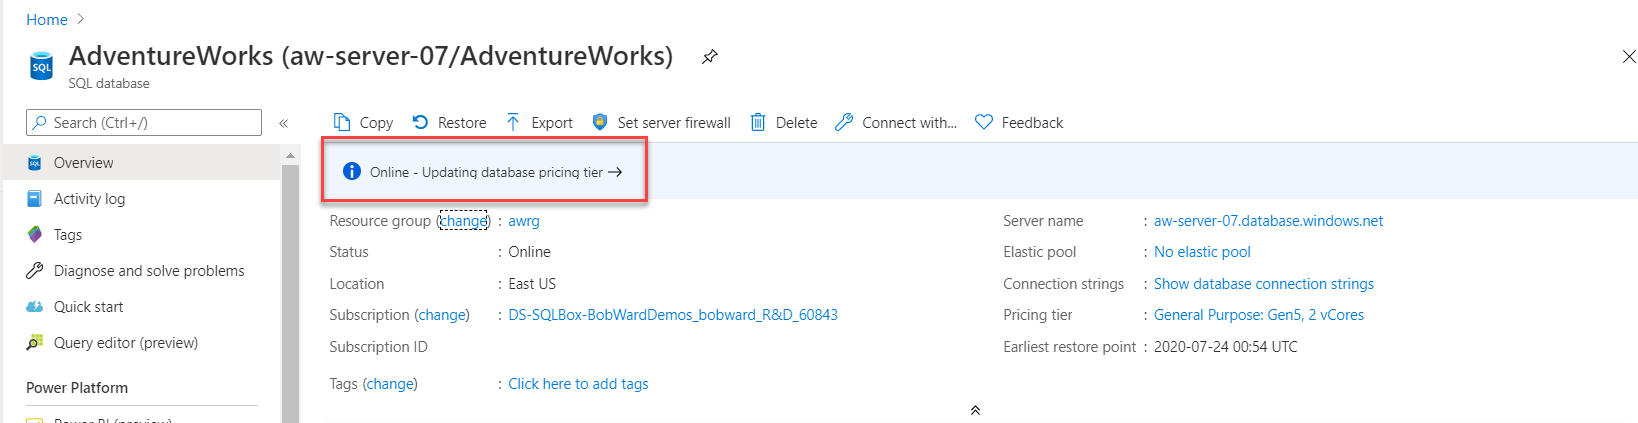 Home
AdventureWorks (aw-server-07/AdventureWorks)
SQL
SQL database
Search (Ctrl+/)
Copy Restore Export Set server firewall Delete Connect with... Feedback
Overview
Activity log
Tags
Diagnose and solve problems
Quick start
Query editor (preview)
Power Platform
Power BI (preview)
Online - Updating database pricing tier →
Resource group (change) : awrg
Status : Online
Location : East US
Subscription (change) : DS-SQLBox-BobWardDemos_bobward_R&D_60843
Subscription ID
Tags (change) : Click here to add tags
Server name : aw-server-07.database.windows.net
Elastic pool : No elastic pool
Connection strings : Show database connection strings
Pricing tier : General Purpose: Gen5, 2 vCores
Earliest restore point : 2020-07-24 00:54 UTC